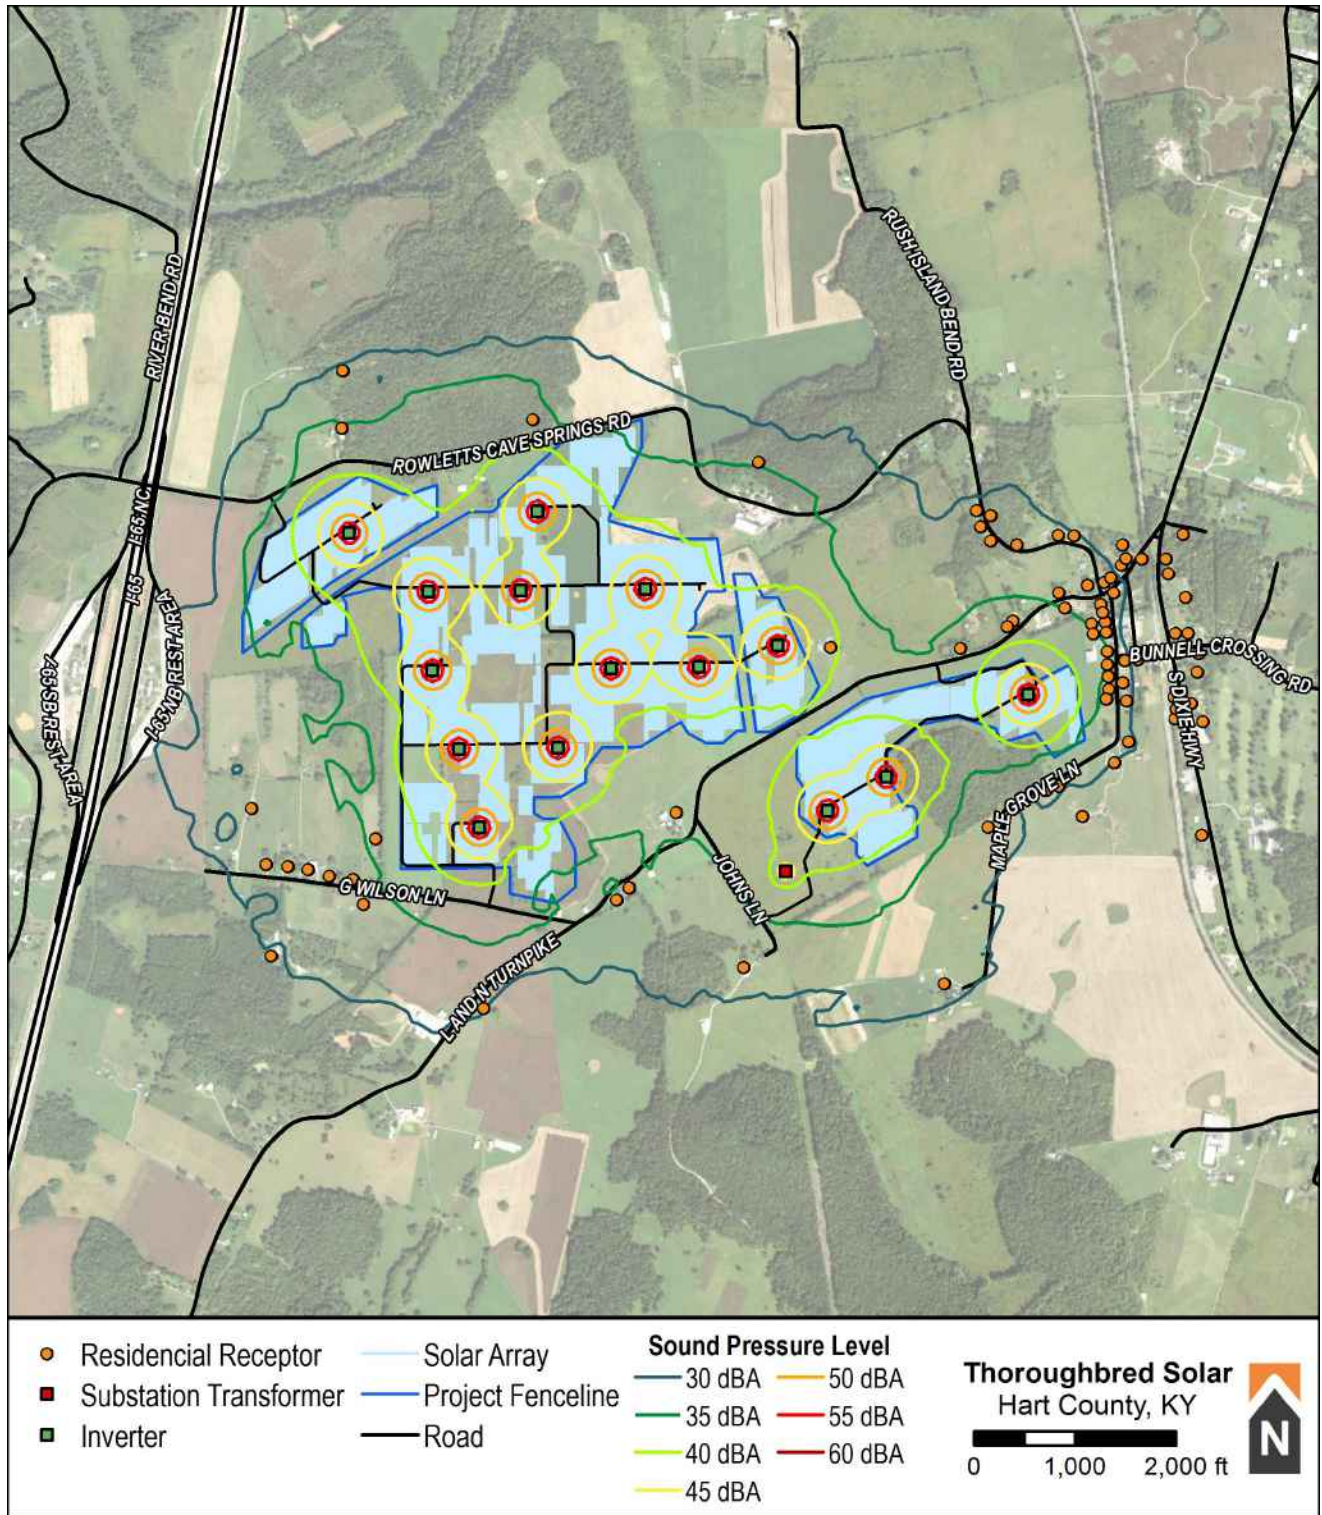 RUSH ISLAND BEND RD
RIVER BEND RD
ROWLETTS CAVE SPRINGS RD
I-65 NC
I-65
I-65 NB REST AREA
I-65 SB REST AREA
BUNNELL CROSSING RD
S DIXIE HWY
MAPLE GROVE LN
JOHNS LN
G WILSON LN
L AND N TURNPIKE
Residencial Receptor
Substation Transformer
Inverter
Solar Array
Project Fenceline
Road
Sound Pressure Level
30 dBA
35 dBA
40 dBA
45 dBA
50 dBA
55 dBA
60 dBA
Thoroughbred Solar
Hart County, KY
0 1,000 2,000 ft
N